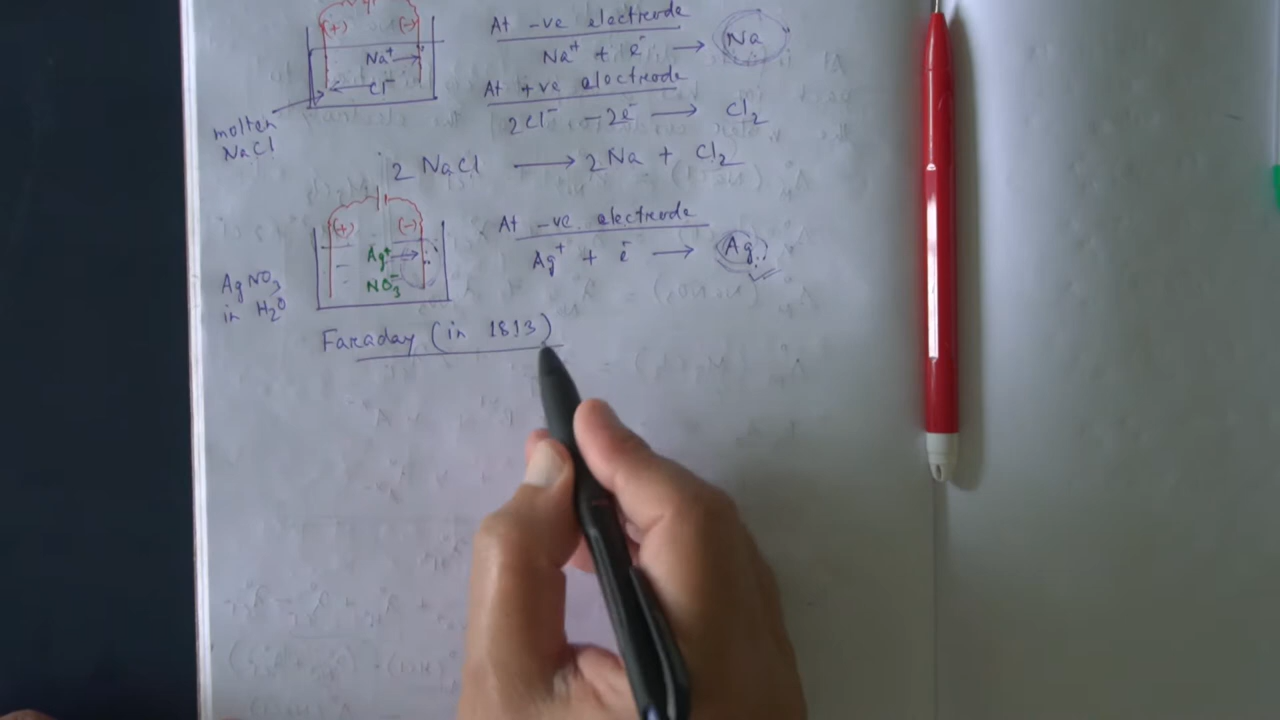 (+) (-)
Na⁺ →
← Cl⁻
molten
NaCl
At -ve electrode
Na⁺ + e⁻ → Na
At +ve eloctrode
2Cl⁻ - 2e⁻ → Cl₂
2 NaCl → 2 Na + Cl₂
(+) (-)
Ag⁺ →
NO₃⁻
AgNO₃
in H₂O
At -ve electrode
Ag⁺ + e⁻ → Ag
Faraday (in 1813)